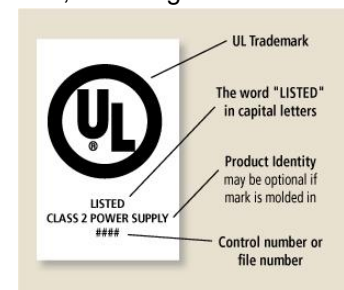 UL
®
LISTED
CLASS 2 POWER SUPPLY
####
UL Trademark
The word "LISTED"
in capital letters
Product Identity
may be optional if
mark is molded in
Control number or
file number